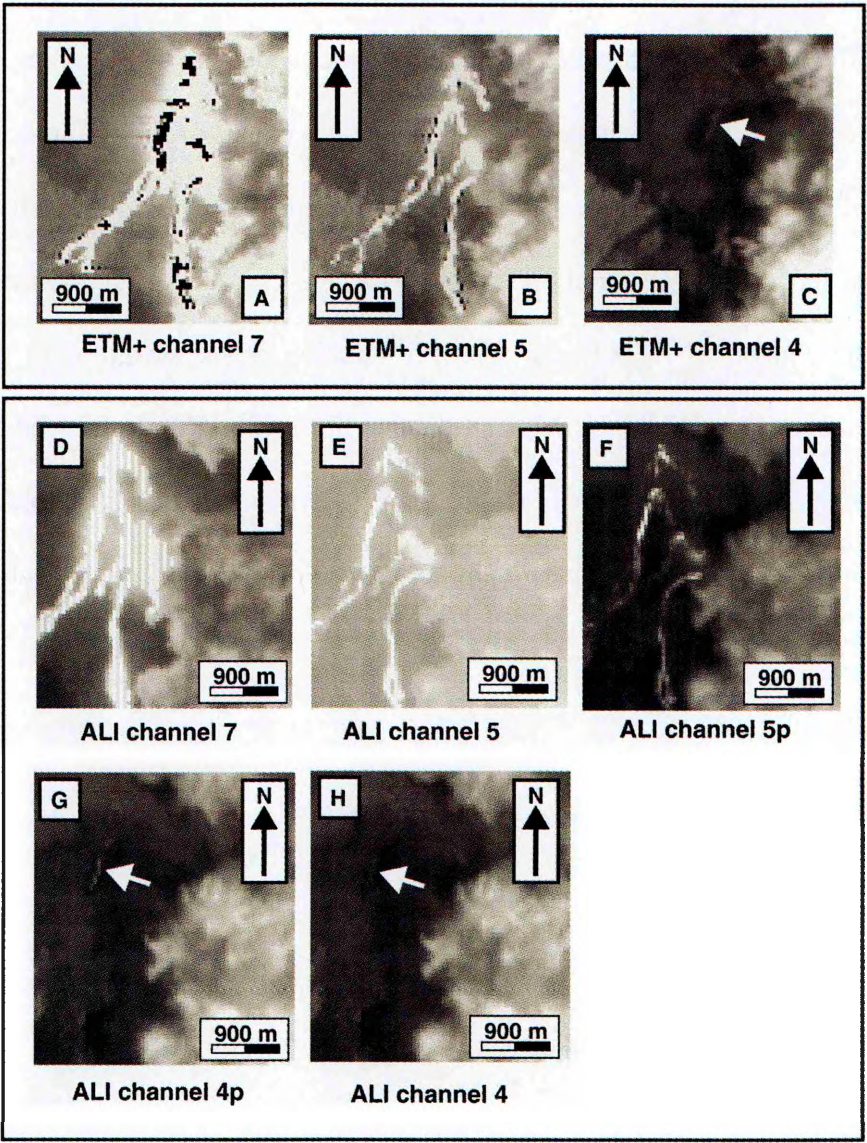 N
N
N
900 m
A
900 m
B
900 m
C
ETM+ channel 7
ETM+ channel 5
ETM+ channel 4
D
N
E
N
F
N
900 m
900 m
900 m
ALI channel 7
ALI channel 5
ALI channel 5p
G
N
H
N
900 m
900 m
ALI channel 4p
ALI channel 4